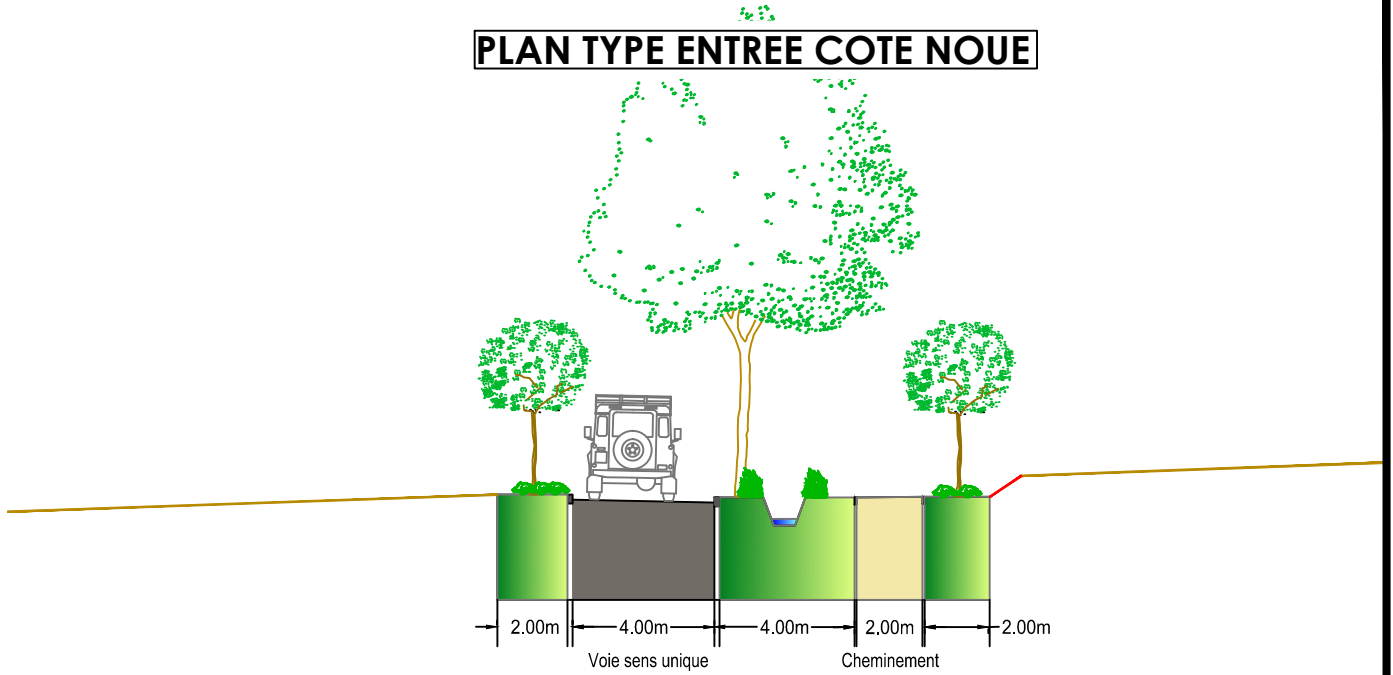 PLAN TYPE ENTREE COTE NOUE
2.00m 4.00m 4.00m 2.00m 2.00m
Voie sens unique Cheminement